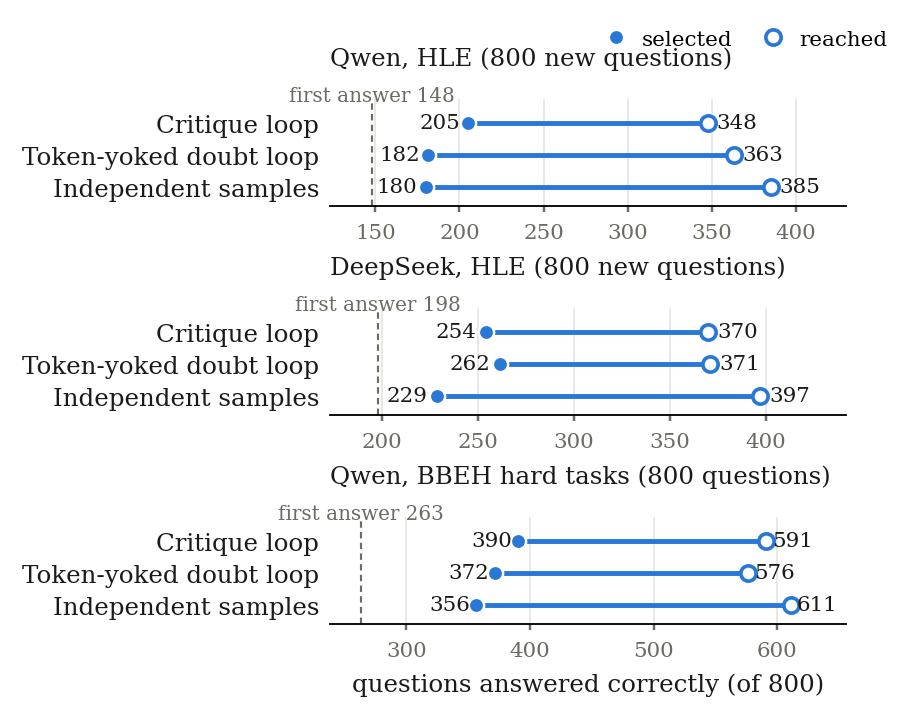 selected reached
Qwen, HLE (800 new questions)
first answer 148
Critique loop 205 348
Token-yoked doubt loop 182 363
Independent samples 180 385
150 200 250 300 350 400
DeepSeek, HLE (800 new questions)
first answer 198
Critique loop 254 370
Token-yoked doubt loop 262 371
Independent samples 229 397
200 250 300 350 400
Qwen, BBEH hard tasks (800 questions)
first answer 263
Critique loop 390 591
Token-yoked doubt loop 372 576
Independent samples 356 611
300 400 500 600
questions answered correctly (of 800)